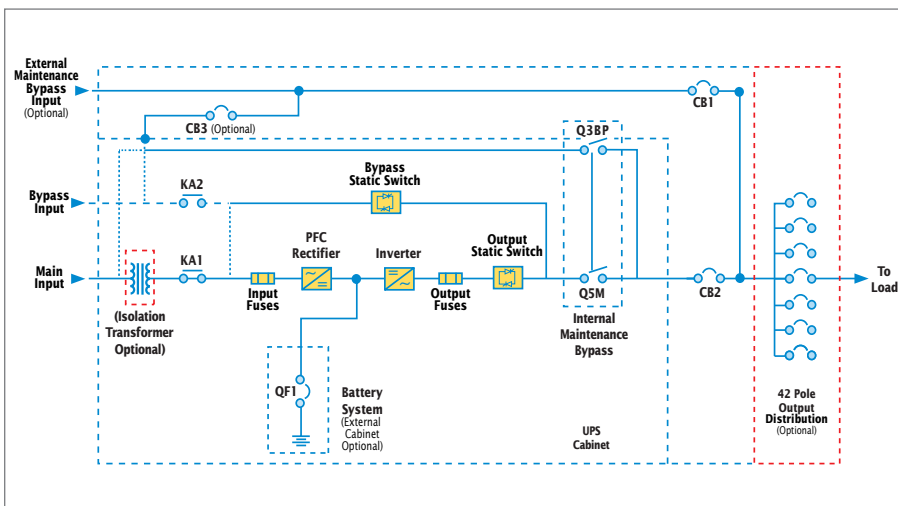 External
Maintenance
Bypass
Input
(Optional)
CB3 (Optional)
CB1
Q3BP
Bypass
Input
KA2
Bypass
Static Switch
Main
Input
KA1
PFC
Rectifier
Inverter
Output
Static Switch
Input
Fuses
Output
Fuses
Q5M
CB2
To
Load
(Isolation
Transformer
Optional)
Internal
Maintenance
Bypass
QF1
Battery
System
(External
Cabinet
Optional)
UPS
Cabinet
42 Pole
Output
Distribution
(Optional)